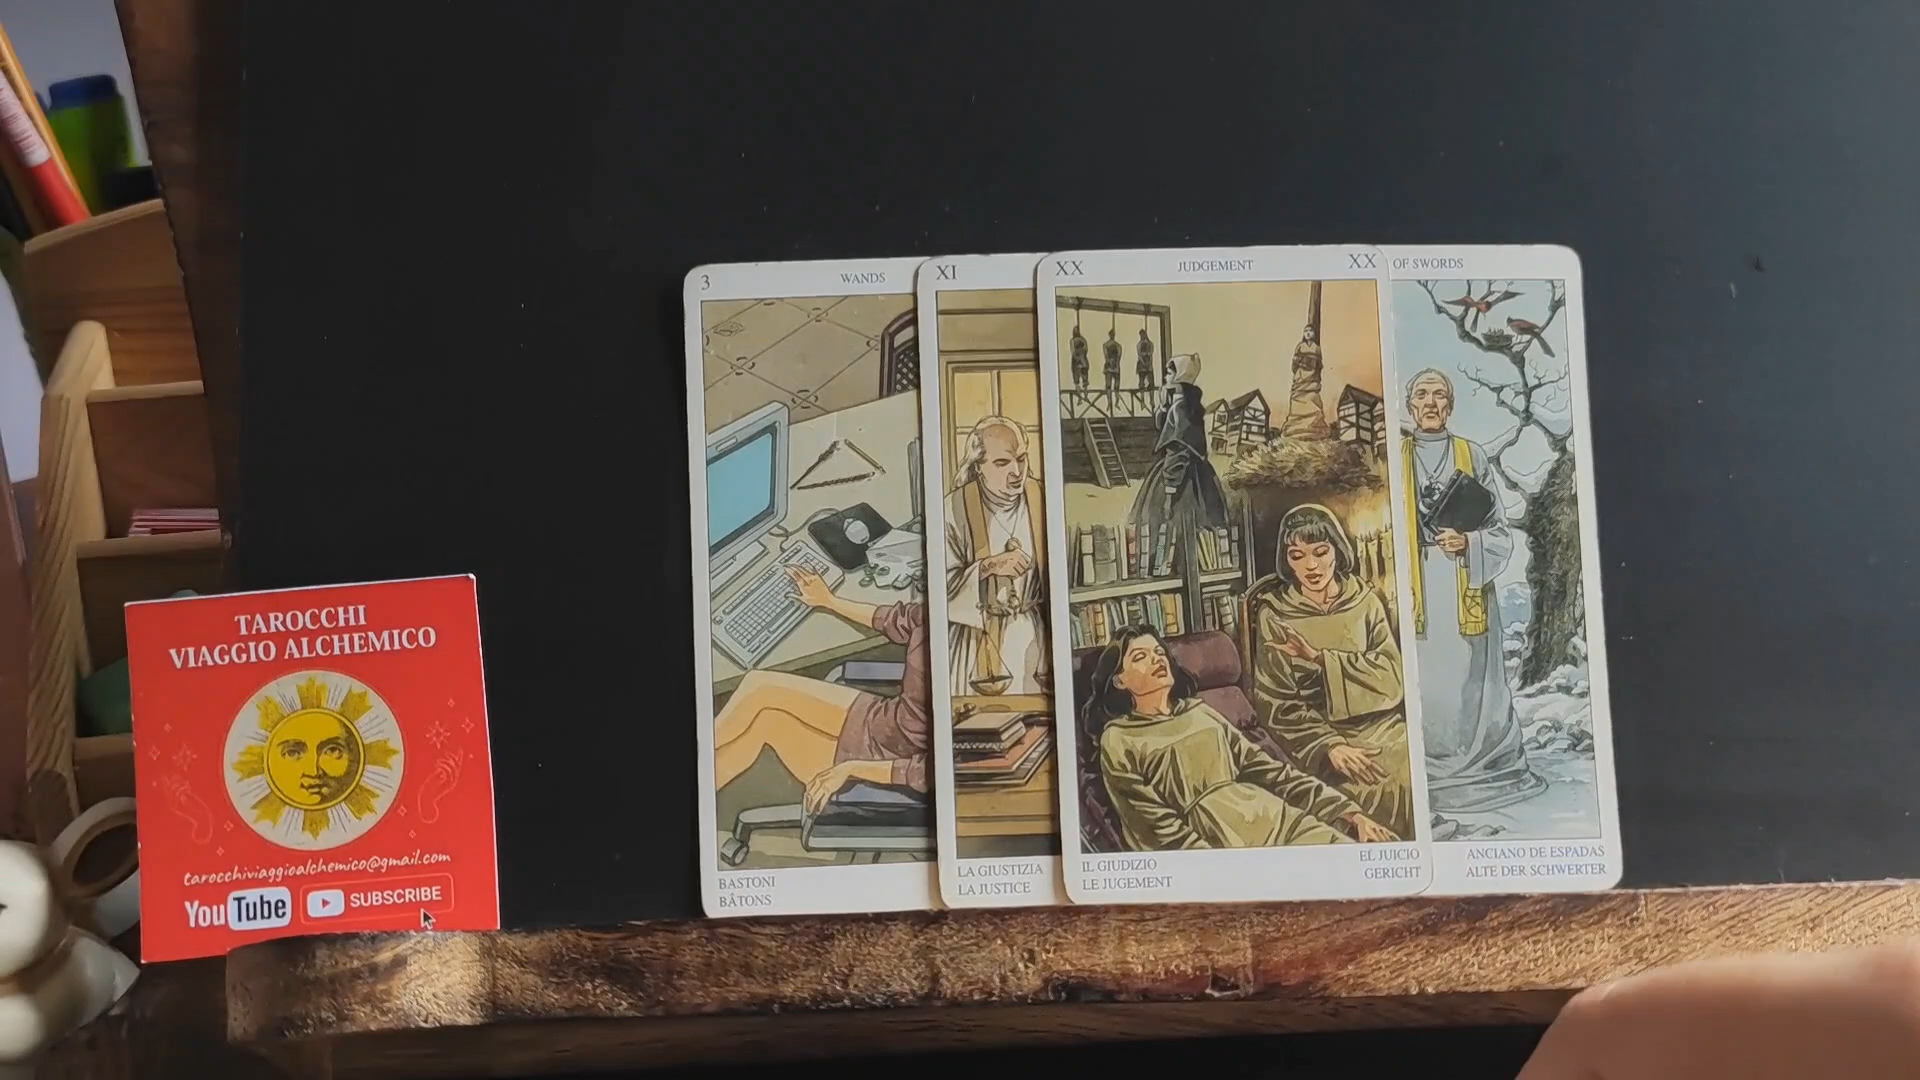 TAROCCHI
VIAGGIO ALCHEMICO
tarocchiviaggioalchemico@gmail.com
YouTube SUBSCRIBE
3 WANDS
BASTONI
BÂTONS
XI
LA GIUSTIZIA
LA JUSTICE
XX JUDGEMENT XX
IL GIUDIZIO
LE JUGEMENT
EL JUICIO
GERICHT
OF SWORDS
ANCIANO DE ESPADAS
ALTE DER SCHWERTER